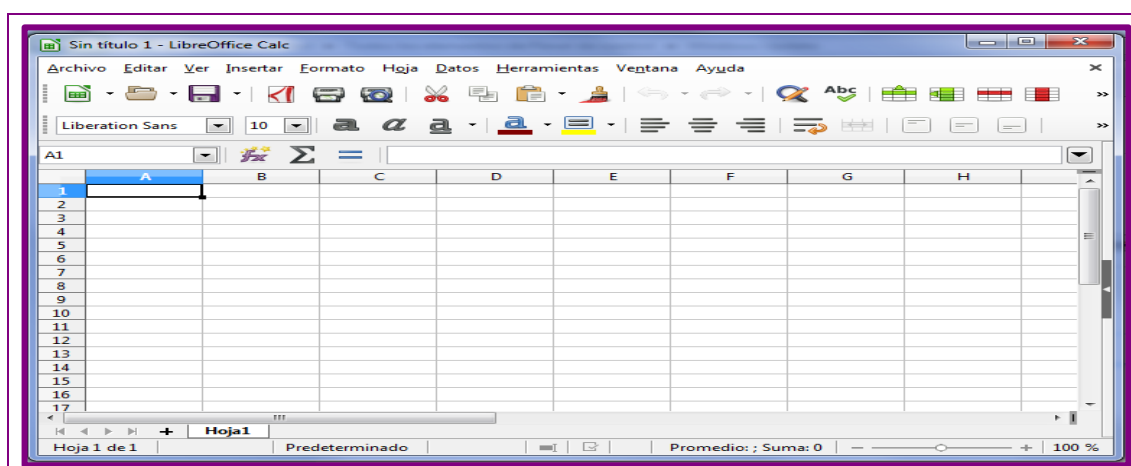 Sin título 1 - LibreOffice Calc
Archivo Editar Ver Insertar Formato Hoja Datos Herramientas Ventana Ayuda
Abc
Liberation Sans 10 a a a a
A1 fx Σ =
A B C D E F G H
1
2
3
4
5
6
7
8
9
10
11
12
13
14
15
16
17
Hoja1
Hoja 1 de 1 Predeterminado Promedio: ; Suma: 0 100 %